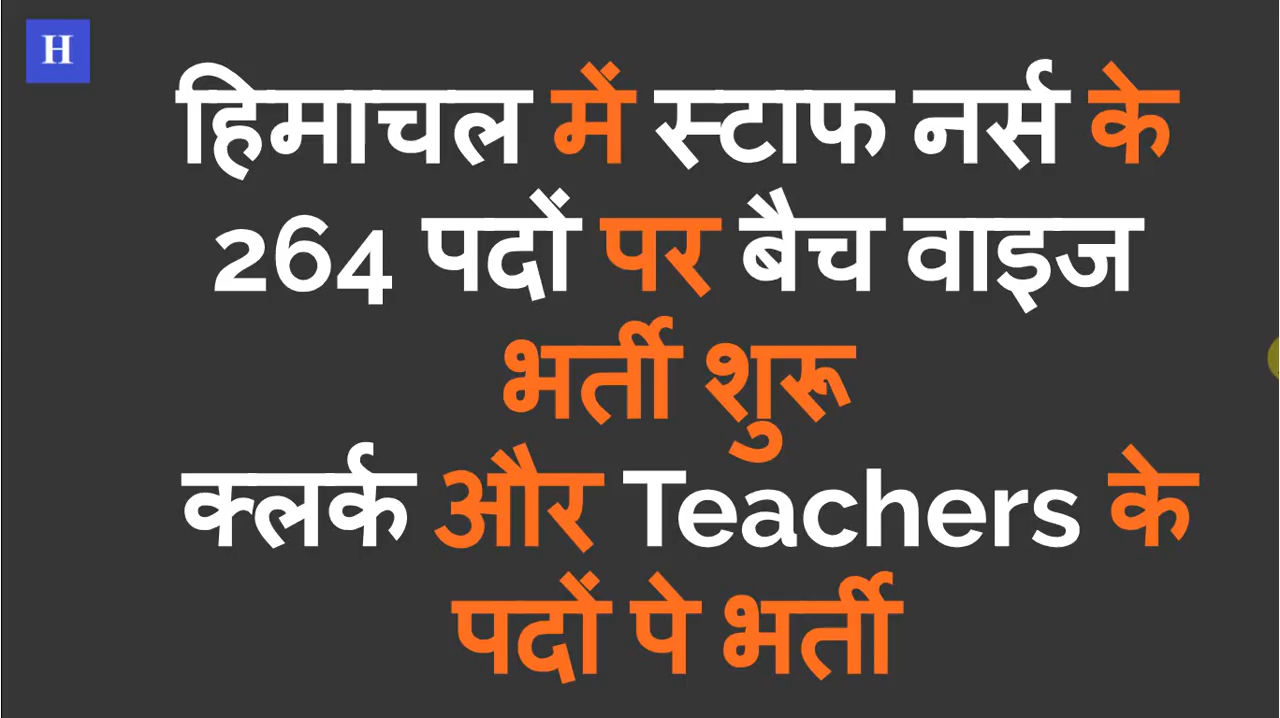 H
हिमाचल में स्टाफ नर्स के
264 पदों पर बैच वाइज
भर्ती शुरू
क्लर्क और Teachers के
पदों पे भर्ती